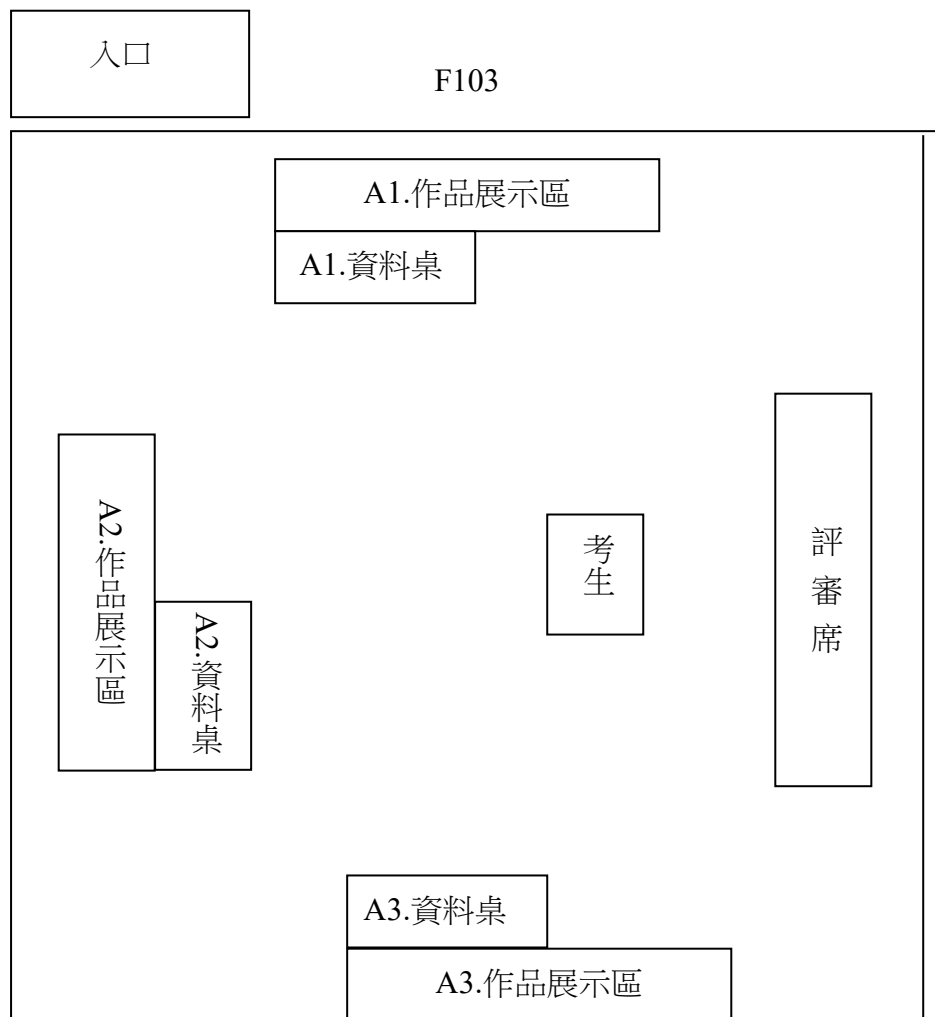 入口
F103
A1.作品展示區
A1.資料桌
A2.作品展示區
A2.資料桌
考生
評審席
A3.資料桌
A3.作品展示區